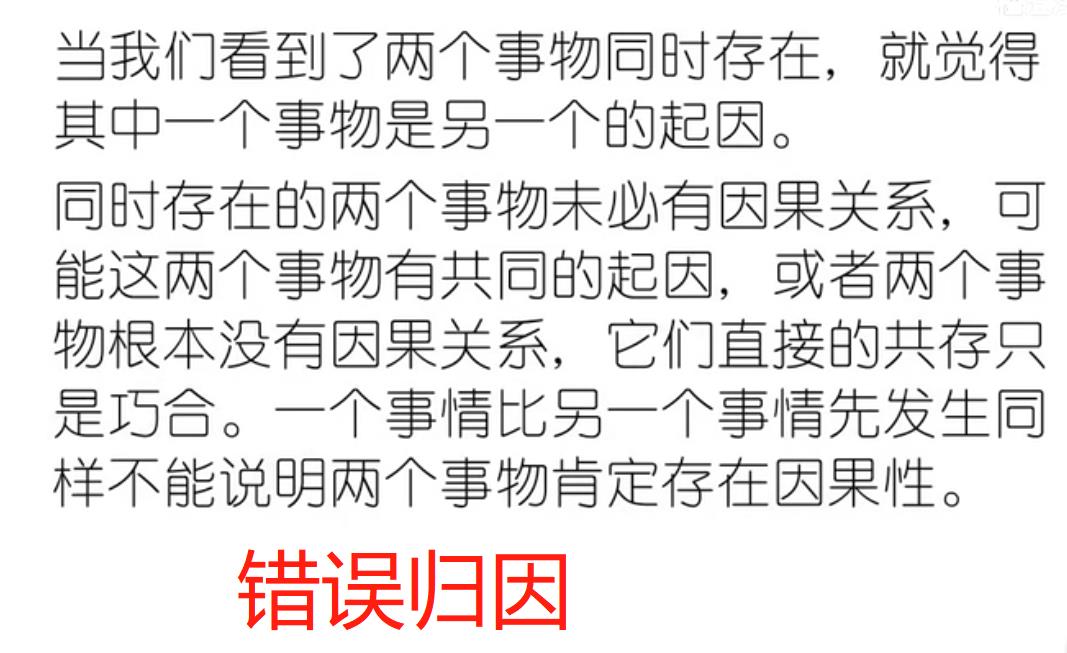 当我们看到了两个事物同时存在，就觉得
其中一个事物是另一个的起因。
同时存在的两个事物未必有因果关系，可
能这两个事物有共同的起因，或者两个事
物根本没有因果关系，它们直接的共存只
是巧合。一个事情比另一个事情先发生同
样不能说明两个事物肯定存在因果性。
错误归因